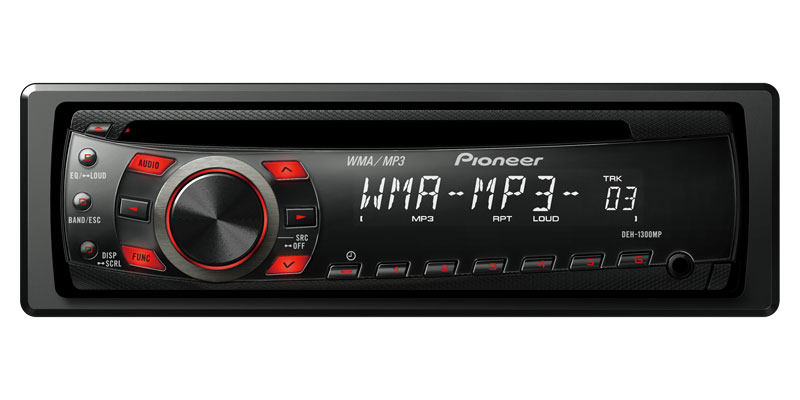 WMA/MP3
Pioneer
AUDIO
EQ/↔LOUD
BAND/ESC
DISP
↔SCRL
FUNC
SRC
↔OFF
WMA-MP3-
TRK
03
MP3 RPT LOUD
DEH-1300MP